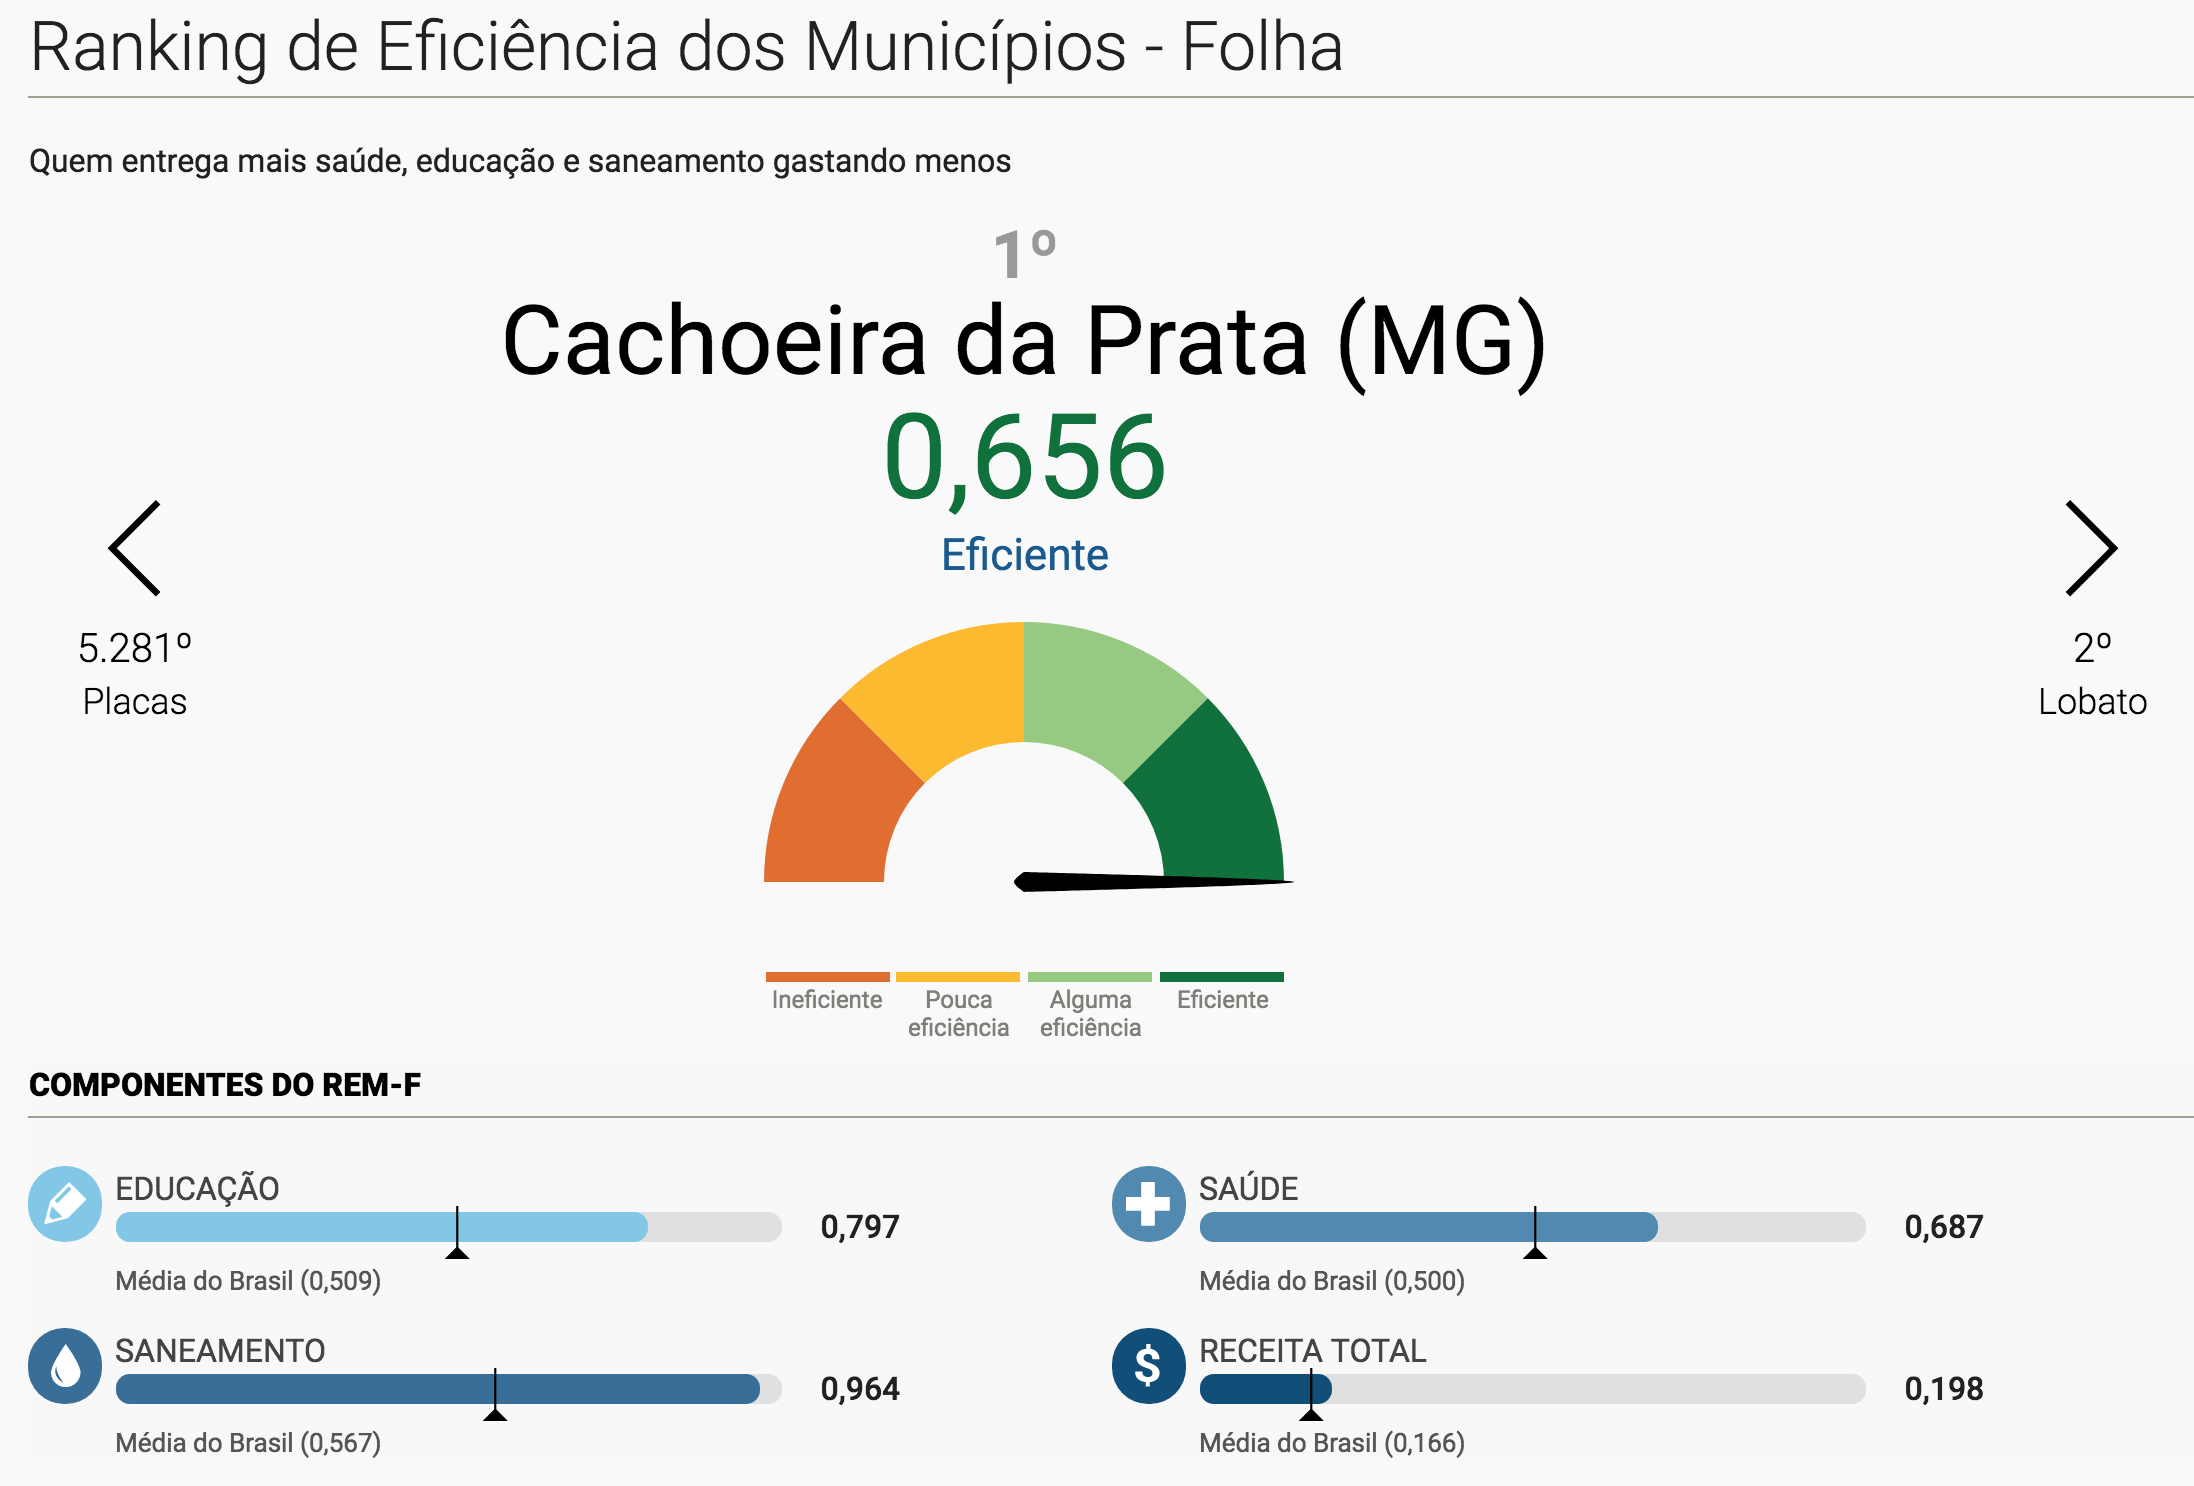 Ranking de Eficiência dos Municípios - Folha
Quem entrega mais saúde, educação e saneamento gastando menos
1º
Cachoeira da Prata (MG)
0,656
Eficiente
5.281º
Placas
2º
Lobato
Ineficiente
Pouca
eficiência
Alguma
eficiência
Eficiente
COMPONENTES DO REM-F
EDUCAÇÃO
0,797
Média do Brasil (0,509)
SAÚDE
0,687
Média do Brasil (0,500)
SANEAMENTO
0,964
Média do Brasil (0,567)
$
RECEITA TOTAL
0,198
Média do Brasil (0,166)